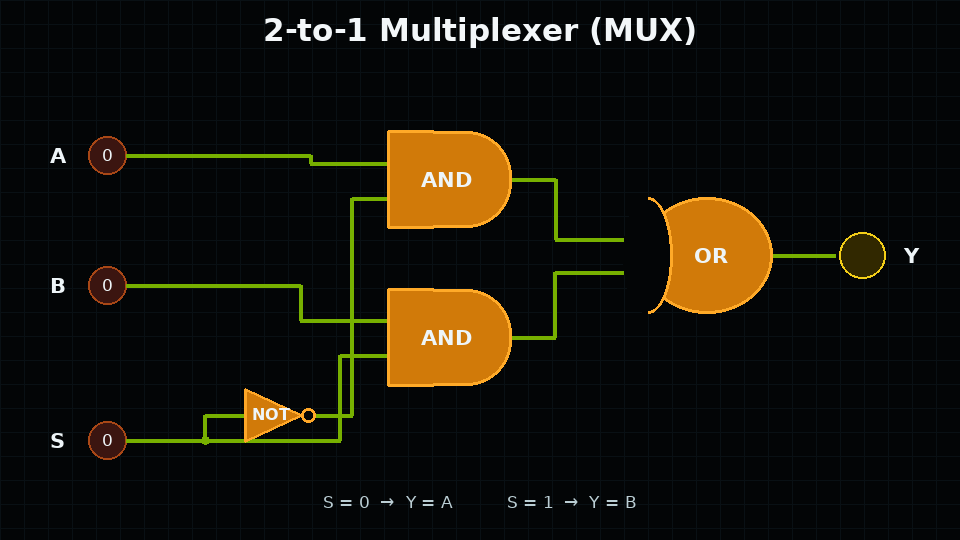 2-to-1 Multiplexer (MUX)
A 0
AND
OR
Y
B 0
AND
NOT
S 0
S = 0 → Y = A S = 1 → Y = B